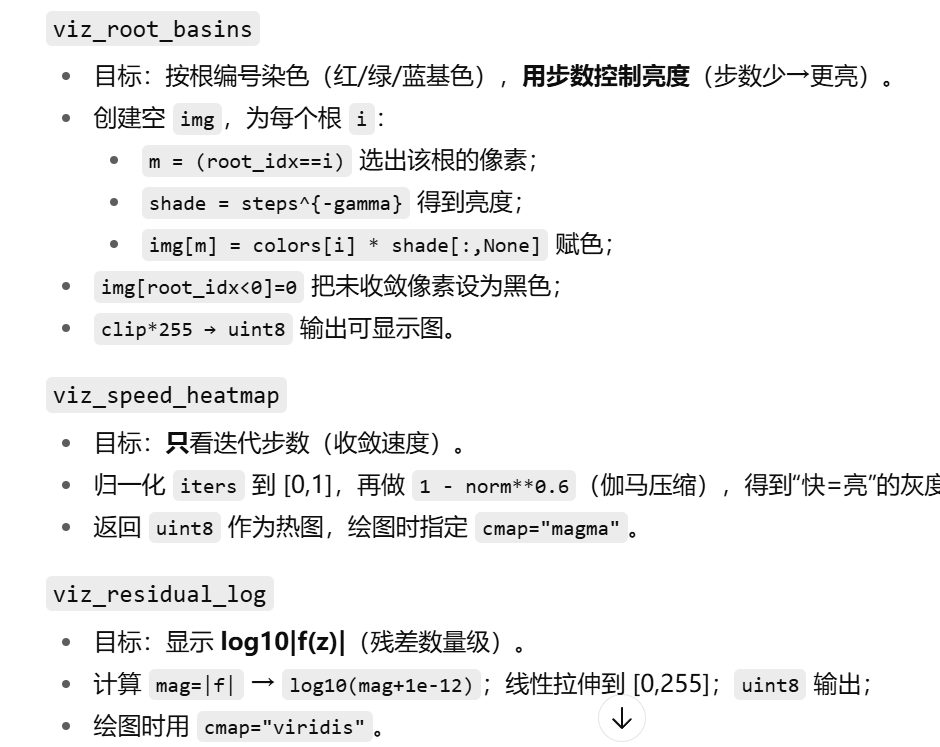 viz_root_basins
目标：按根编号染色（红/绿/蓝基色），用步数控制亮度（步数少→更亮）。
创建空 img，为每个根 i：
m = (root_idx==i) 选出该根的像素；
shade = steps^{-gamma} 得到亮度；
img[m] = colors[i] * shade[:,None] 赋色；
img[root_idx<0]=0 把未收敛像素设为黑色；
clip*255 → uint8 输出可显示图。
viz_speed_heatmap
目标：只看迭代步数（收敛速度）。
归一化 iters 到 [0,1]，再做 1 - norm**0.6（伽马压缩），得到“快=亮”的灰度
返回 uint8 作为热图，绘图时指定 cmap="magma"。
viz_residual_log
目标：显示 log10|f(z)|（残差数量级）。
计算 mag=|f| → log10(mag+1e-12)；线性拉伸到 [0,255]；uint8 输出；
绘图时用 cmap="viridis"。